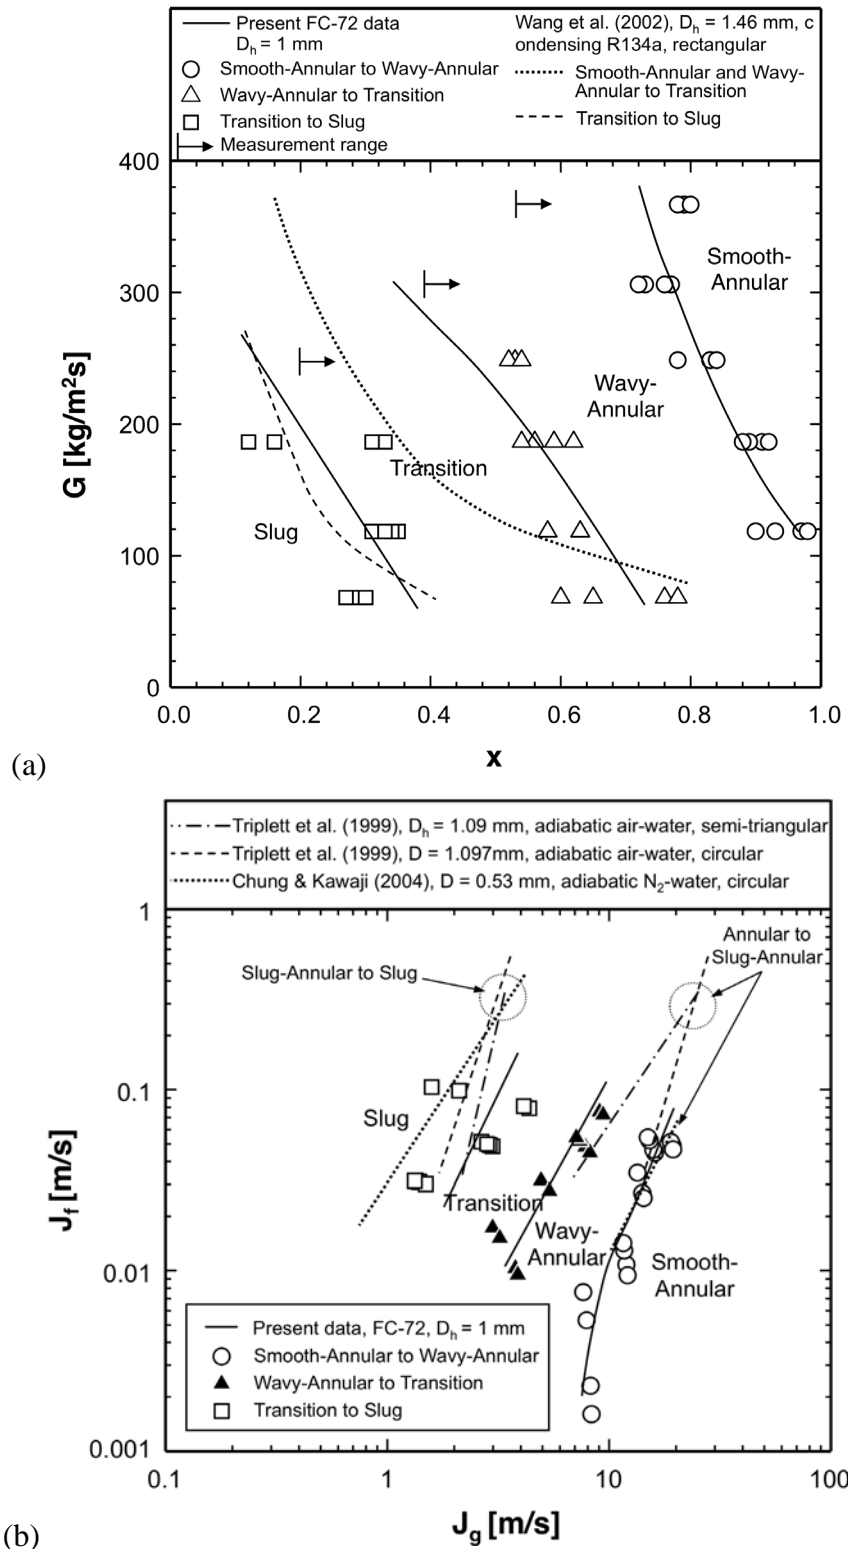 Present FC-72 data
D_h = 1 mm
Smooth-Annular to Wavy-Annular
Wavy-Annular to Transition
Transition to Slug
Measurement range
Wang et al. (2002), D_h = 1.46 mm, c
ondensing R134a, rectangular
Smooth-Annular and Wavy-
Annular to Transition
Transition to Slug
400
300
200
100
0
G [kg/m²s]
Smooth-
Annular
Wavy-
Annular
Transition
Slug
0.0 0.2 0.4 0.6 0.8 1.0
x
(a)
Triplett et al. (1999), D_h = 1.09 mm, adiabatic air-water, semi-triangular
Triplett et al. (1999), D = 1.097mm, adiabatic air-water, circular
Chung & Kawaji (2004), D = 0.53 mm, adiabatic N₂-water, circular
1
0.1
0.01
0.001
J_f [m/s]
Annular to
Slug-Annular
Slug-Annular to Slug
Slug
Transition
Wavy-
Annular
Smooth-
Annular
Present data, FC-72, D_h = 1 mm
Smooth-Annular to Wavy-Annular
Wavy-Annular to Transition
Transition to Slug
0.1 1 10 100
J_g [m/s]
(b)